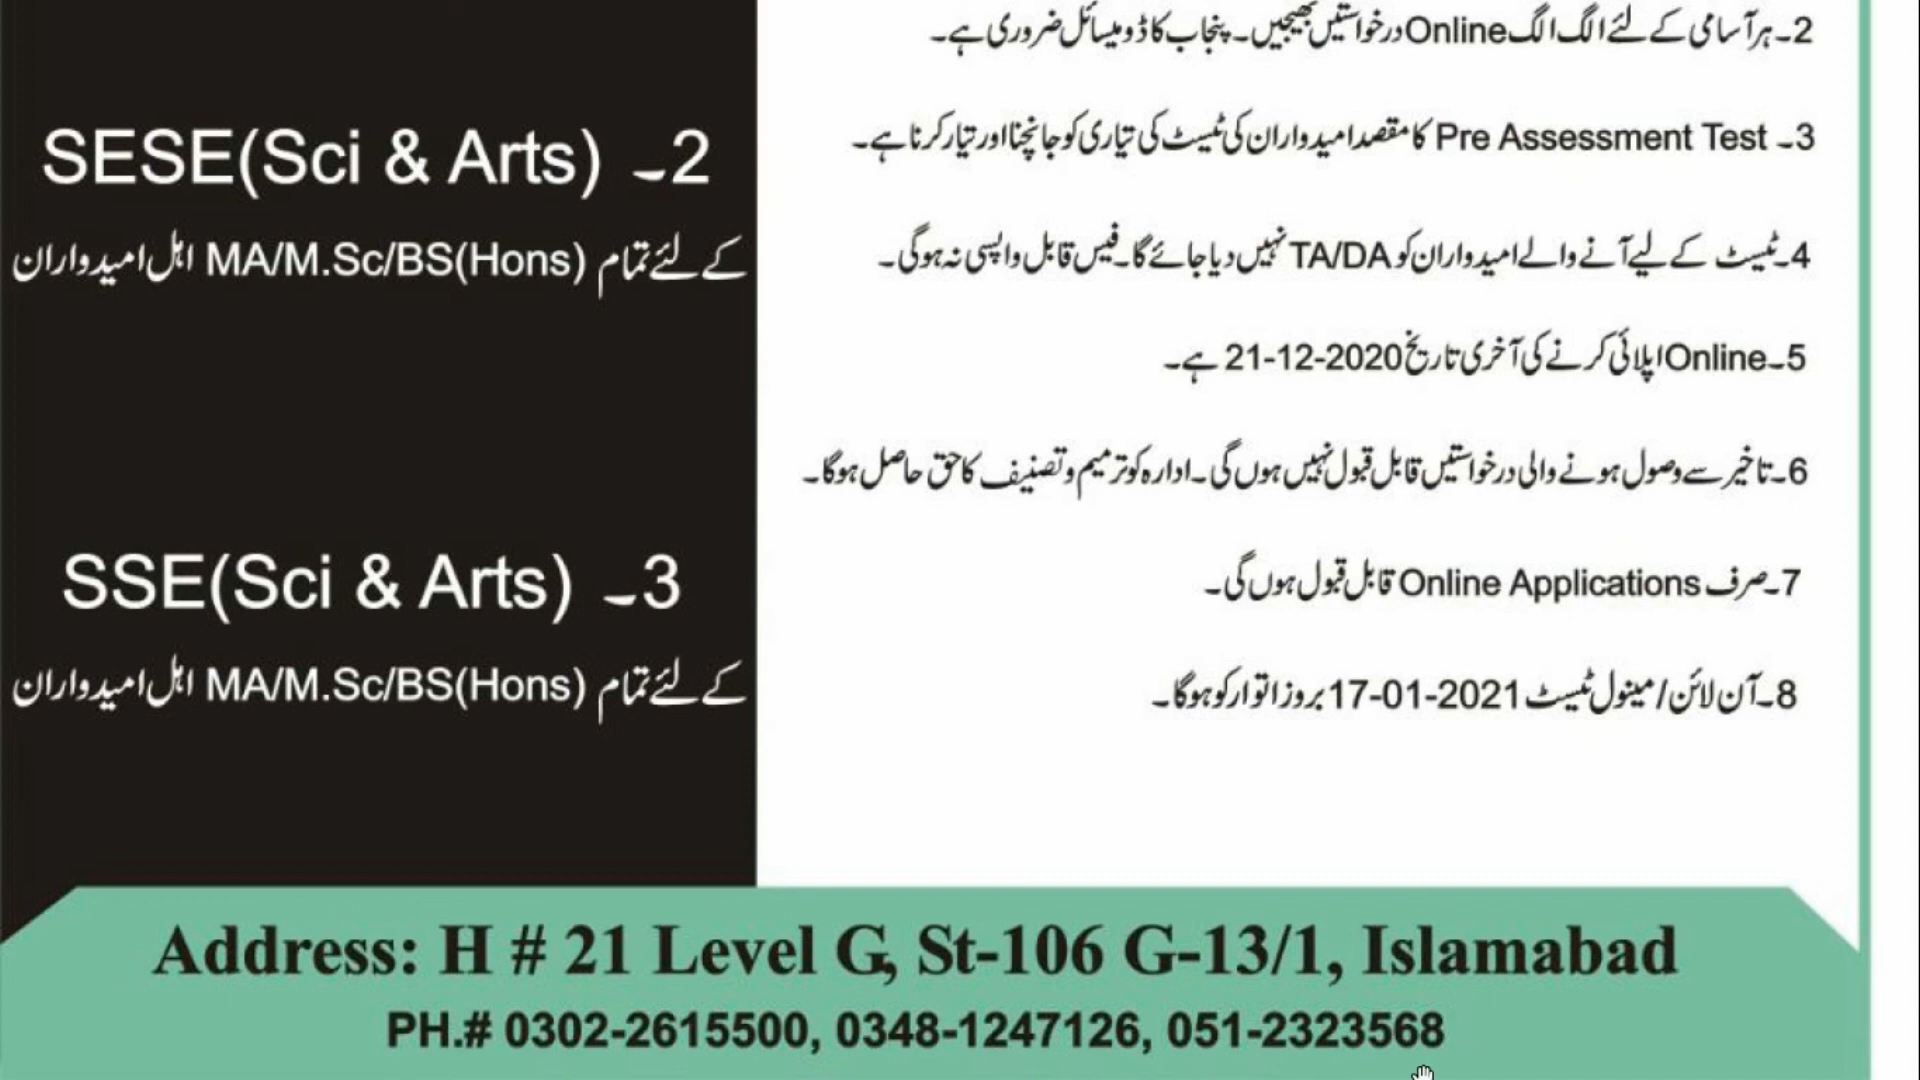 SESE(Sci & Arts) ۔2
کے لئے تمام MA/M.Sc/BS(Hons) اہل امیدواران
SSE(Sci & Arts) ۔3
کے لئے تمام MA/M.Sc/BS(Hons) اہل امیدواران
2۔ہر آسامی کے لئے الگ الگ Online درخواستیں بھیجیں۔ پنجاب کا ڈومیسائل ضروری ہے۔
3۔ Pre Assessment Test کا مقصد امیدواران کی ٹیسٹ کی تیاری کو جانچنا اور تیار کرنا ہے۔
4۔ٹیسٹ کے لیے آنے والے امیدواران کو TA/DA نہیں دیا جائے گا۔ فیس قابل واپسی نہ ہوگی۔
5۔Online اپلائی کرنے کی آخری تاریخ 21-12-2020 ہے۔
6۔تاخیر سے وصول ہونے والی درخواستیں قابل قبول نہیں ہوں گی۔ ادارہ کو ترمیم و تصنیف کا حق حاصل ہوگا۔
7۔صرف Online Applications قابل قبول ہوں گی۔
8۔آن لائن/مینول ٹیسٹ 17-01-2021 بروز اتوار کو ہوگا۔
Address: H # 21 Level G, St-106 G-13/1, Islamabad
PH.# 0302-2615500, 0348-1247126, 051-2323568